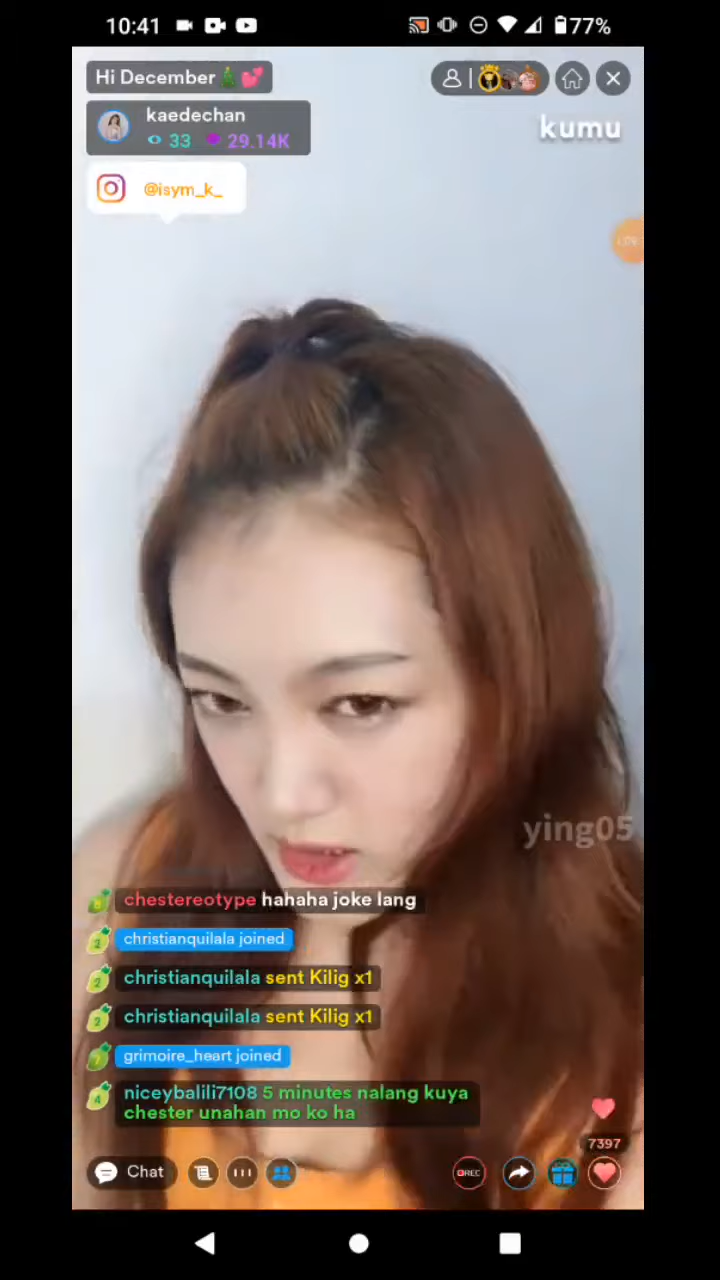 10:41
77%
Hi December
kaedechan
33 29.14K
kumu
@isym_k_
ying05
chestereotype hahaha joke lang
christianquilala joined
christianquilala sent Kilig x1
christianquilala sent Kilig x1
grimoire_heart joined
niceybalili7108 5 minutes nalang kuya
chester unahan mo ko ha
7397
Chat
REC